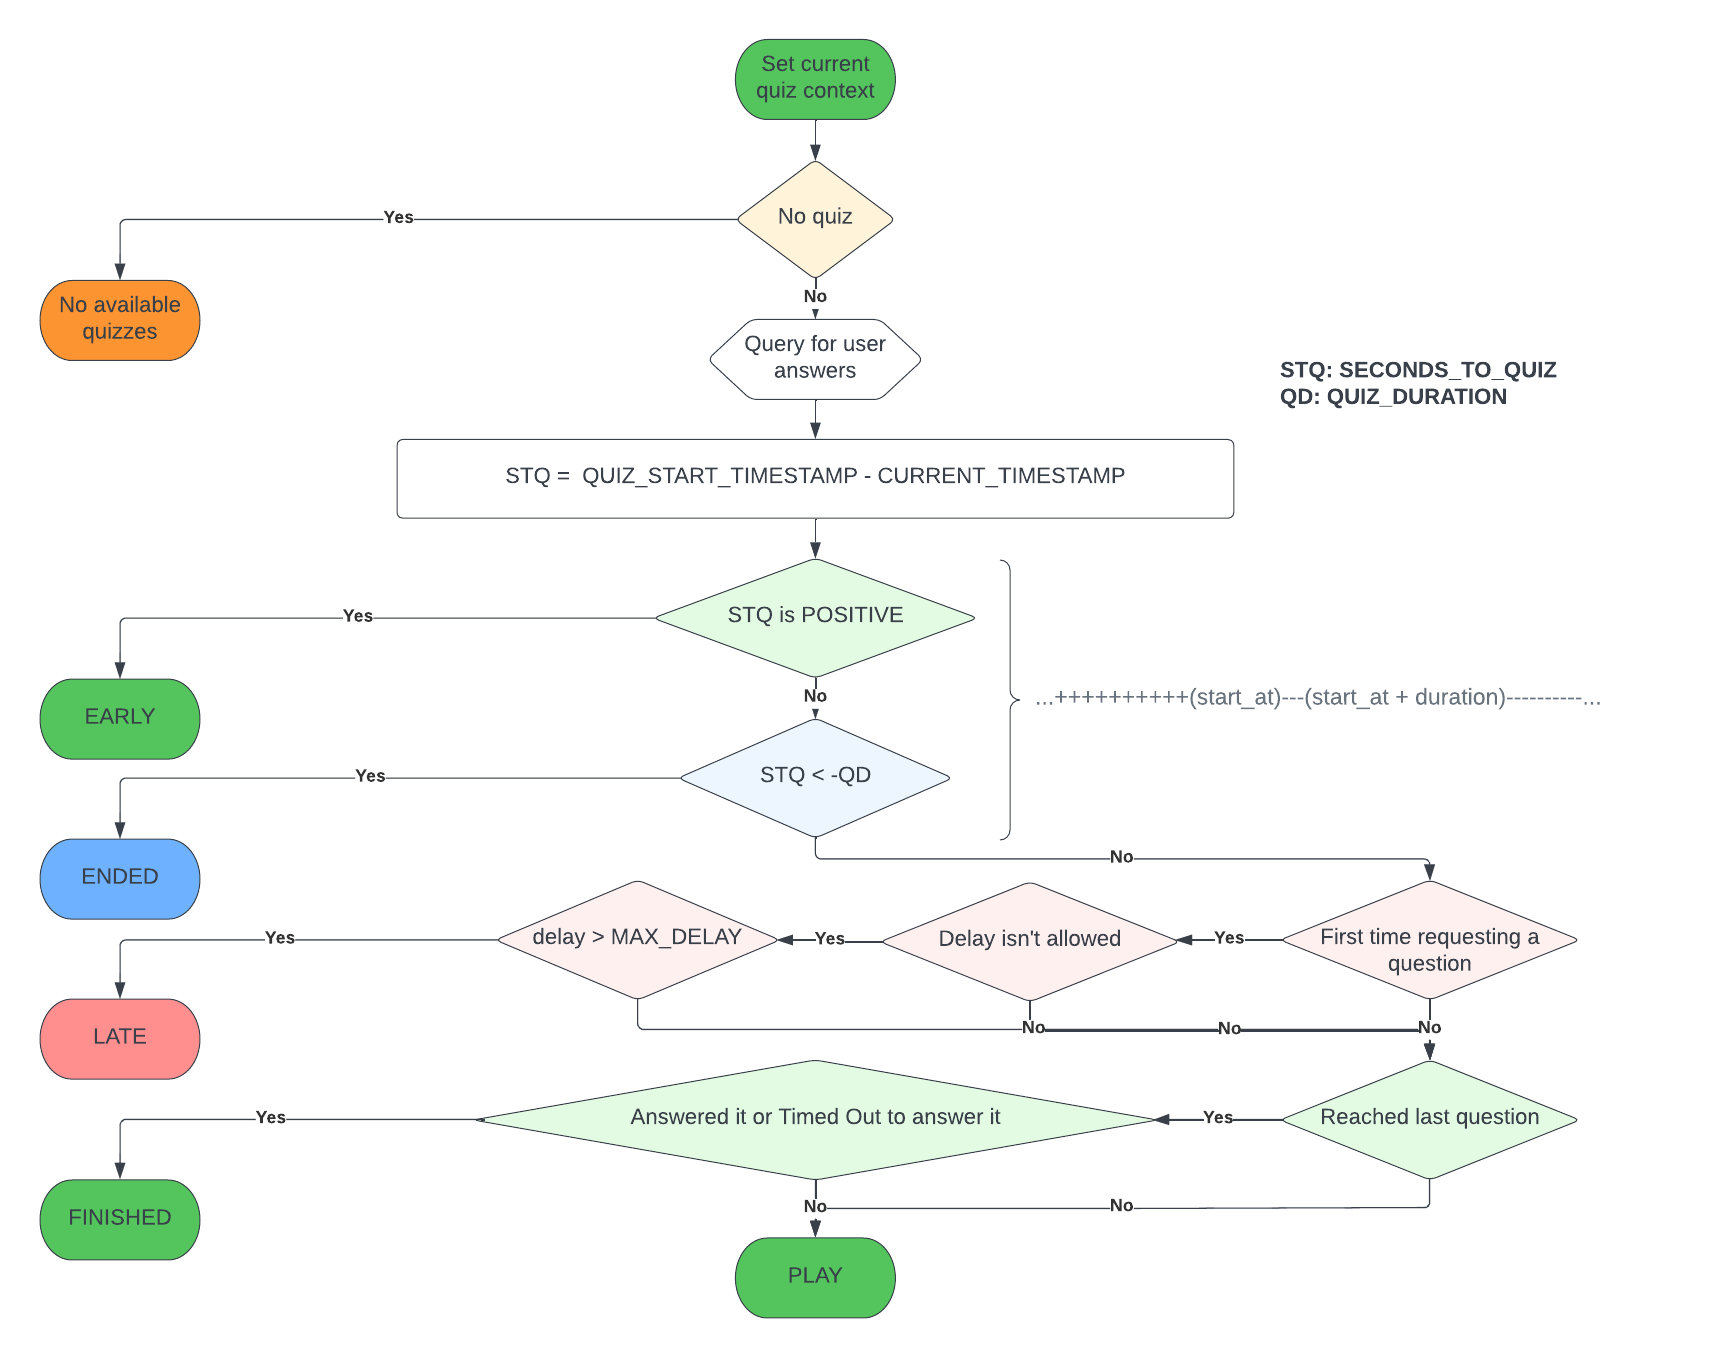 Set current
quiz context
No quiz
Yes
No
No available
quizzes
Query for user
answers
STQ: SECONDS_TO_QUIZ
QD: QUIZ_DURATION
STQ =  QUIZ_START_TIMESTAMP - CURRENT_TIMESTAMP
STQ is POSITIVE
Yes
No
EARLY
...++++++++++(start_at)---(start_at + duration)----------...
STQ < -QD
Yes
No
ENDED
delay > MAX_DELAY
Delay isn't allowed
First time requesting a
question
Yes
Yes
Yes
LATE
No
No
No
Answered it or Timed Out to answer it
Reached last question
Yes
Yes
FINISHED
No
No
PLAY